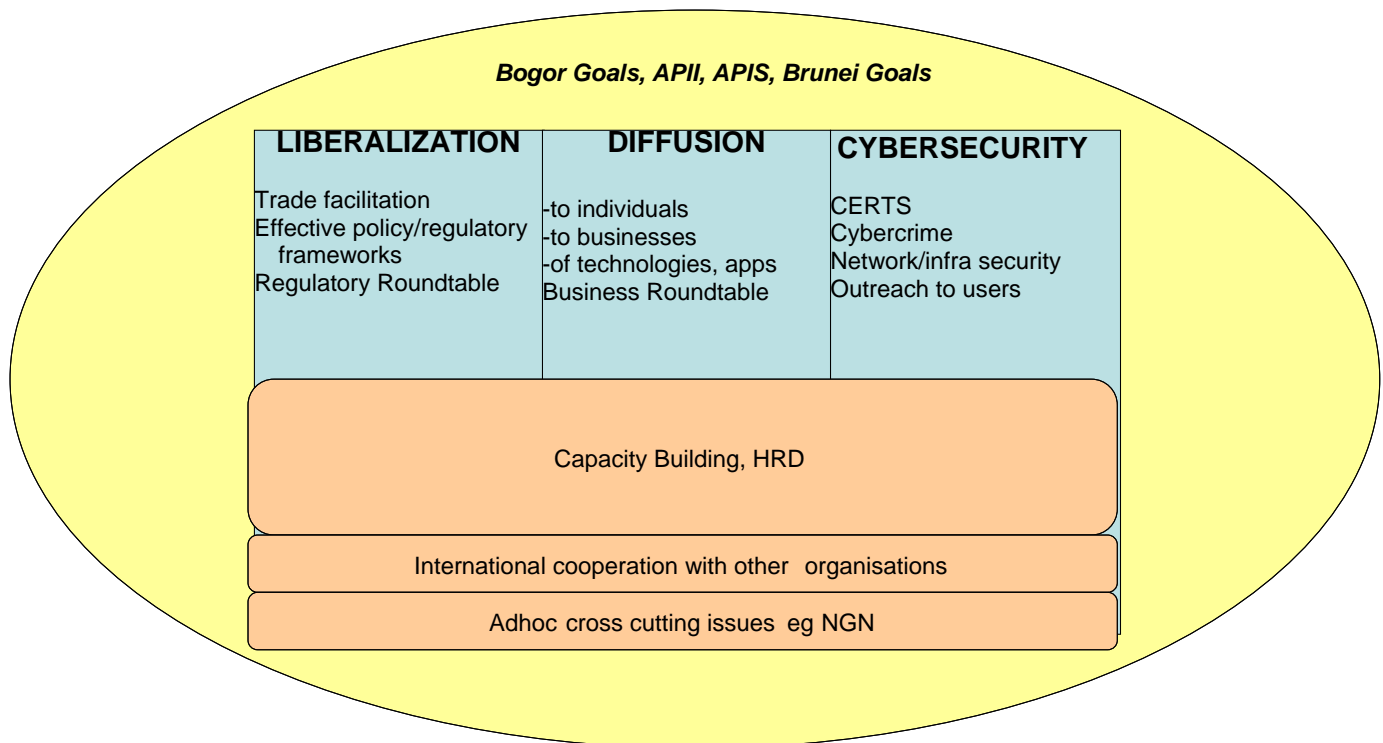 Bogor Goals, APII, APIS, Brunei Goals
LIBERALIZATION
Trade facilitation
Effective policy/regulatory
frameworks
Regulatory Roundtable
DIFFUSION
-to individuals
-to businesses
-of technologies, apps
Business Roundtable
CYBERSECURITY
CERTS
Cybercrime
Network/infra security
Outreach to users
Capacity Building, HRD
International cooperation with other organisations
Adhoc cross cutting issues eg NGN